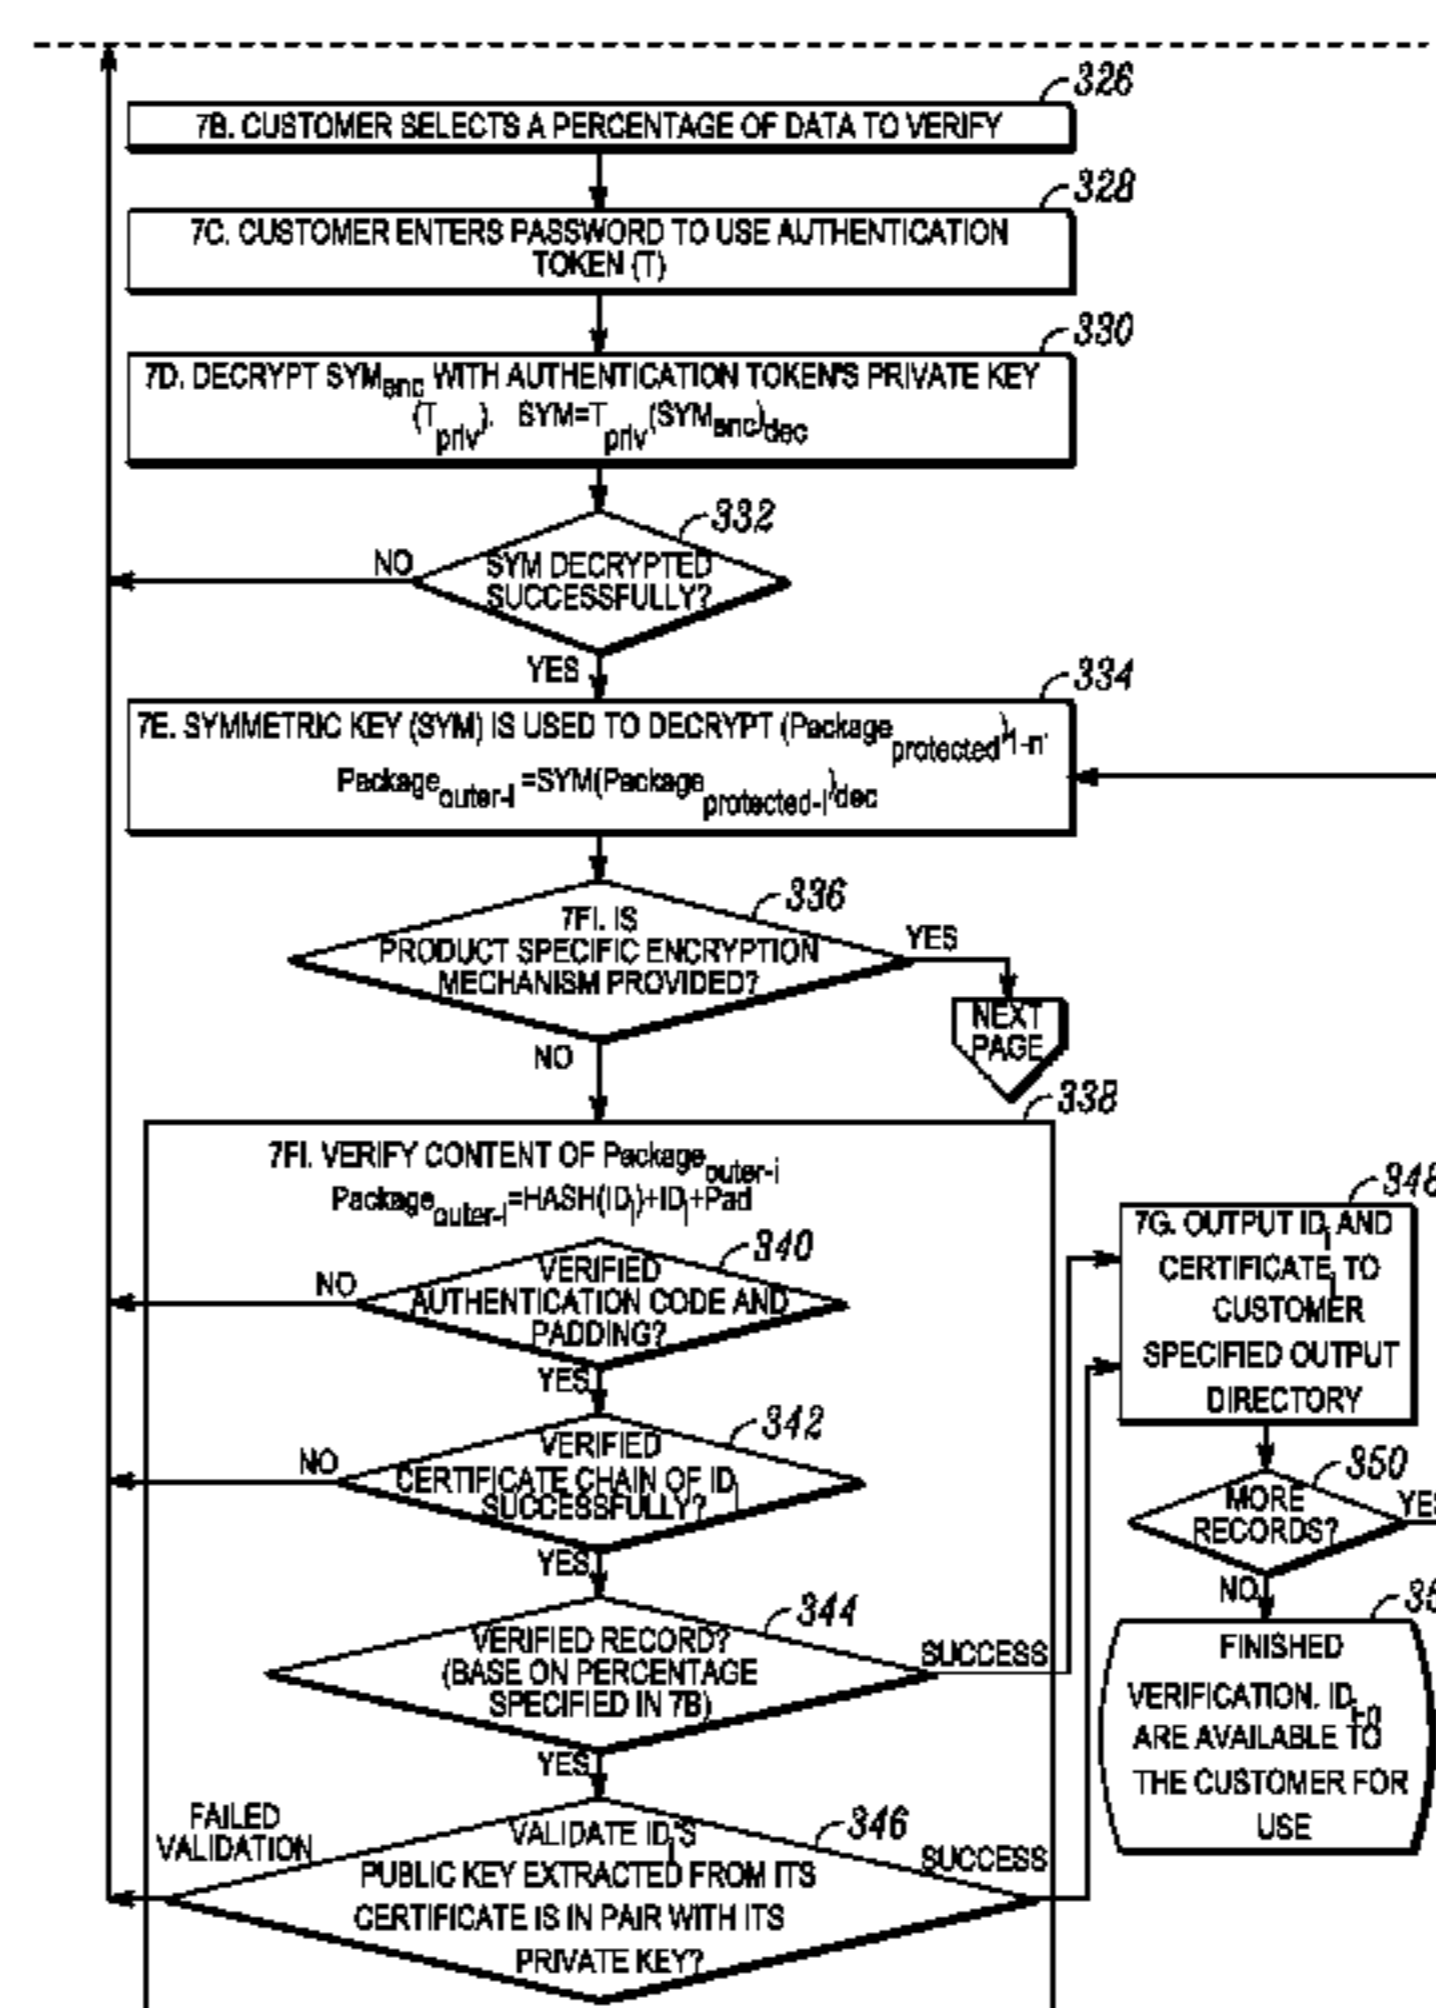 326
7B. CUSTOMER SELECTS A PERCENTAGE OF DATA TO VERIFY
328
7C. CUSTOMER ENTERS PASSWORD TO USE AUTHENTICATION
TOKEN (T)
330
7D. DECRYPT SYMenc WITH AUTHENTICATION TOKEN'S PRIVATE KEY
(Tpriv). SYM=Tpriv(SYMenc)dec
332
NO
SYM DECRYPTED
SUCCESSFULLY?
YES
334
7E. SYMMETRIC KEY (SYM) IS USED TO DECRYPT (Packageprotected)1-n.
Packageouter-i =SYM(Packageprotected-i)dec
336
7FI. IS
PRODUCT SPECIFIC ENCRYPTION
MECHANISM PROVIDED?
YES
NEXT
PAGE
NO
338
7FI. VERIFY CONTENT OF Packageouter-i
Packageouter-i=HASH(IDi)+IDi+Pad
340
NO
VERIFIED
AUTHENTICATION CODE AND
PADDING?
YES
342
NO
VERIFIED
CERTIFICATE CHAIN OF IDi
SUCCESSFULLY?
YES
344
VERIFIED RECORD?
(BASE ON PERCENTAGE
SPECIFIED IN 7B)
SUCCESS
YES
FAILED
VALIDATION
346
VALIDATE IDi'S
PUBLIC KEY EXTRACTED FROM ITS
CERTIFICATE IS IN PAIR WITH ITS
PRIVATE KEY?
SUCCESS
348
7G. OUTPUT IDi AND
CERTIFICATEi TO
CUSTOMER
SPECIFIED OUTPUT
DIRECTORY
350
MORE
RECORDS?
YES
NO
FINISHED
VERIFICATION. IDi-n
ARE AVAILABLE TO
THE CUSTOMER FOR
USE